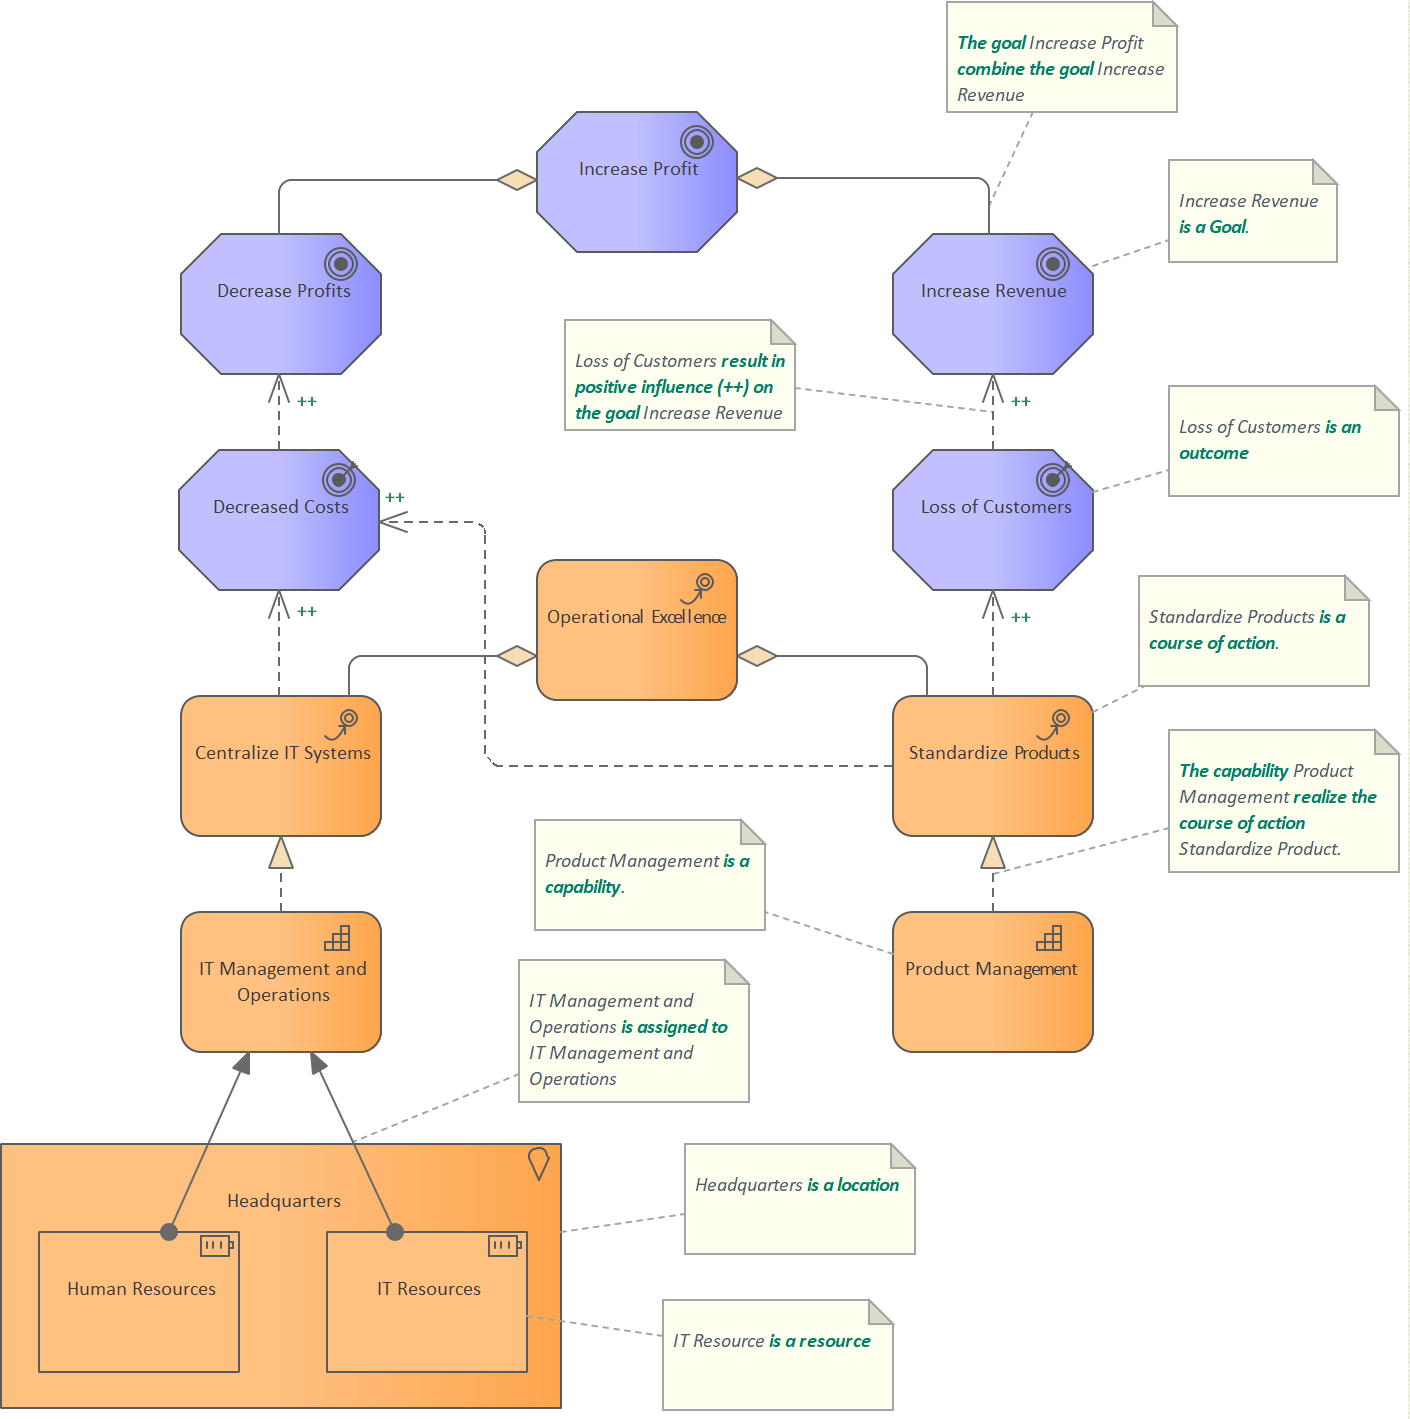 The goal Increase Profit
combine the goal Increase
Revenue
Increase Profit
Increase Revenue
is a Goal.
Decrease Profits
Increase Revenue
Loss of Customers result in
positive influence (++) on
the goal Increase Revenue
++
++
Loss of Customers is an
outcome
Decreased Costs
++
Loss of Customers
Operational Excellence
++
++
Standardize Products is a
course of action.
Centralize IT Systems
Standardize Products
The capability Product
Management realize the
course of action
Standardize Product.
Product Management is a
capability.
IT Management and
Operations
Product Management
IT Management and
Operations is assigned to
IT Management and
Operations
Headquarters
Headquarters is a location
Human Resources
IT Resources
IT Resource is a resource